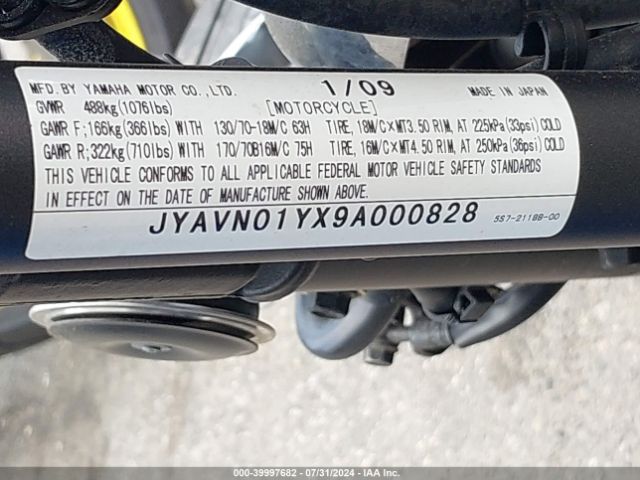 MFD.BY YAMAHA MOTOR CO.,LTD. 1/09 MADE IN JAPAN
GVWR 488kg(1076lbs) [MOTORCYCLE]
GAWR F;166kg(366lbs) WITH 130/70-18M/C 63H TIRE, 18M/C×MT3.50 RIM, AT 225kPa(33psi) COLD
GAWR R;322kg(710lbs) WITH 170/70B16M/C 75H TIRE, 16M/C×MT4.50 RIM, AT 250kPa(36psi) COLD
THIS VEHICLE CONFORMS TO ALL APPLICABLE FEDERAL MOTOR VEHICLE SAFETY STANDARDS
IN EFFECT ON THE DATE OF MANUFACTURE SHOWN ABOVE.
JYAVN01YX9A000828 5S7-2118B-00
000-39997682 - 07/31/2024 - IAA Inc.